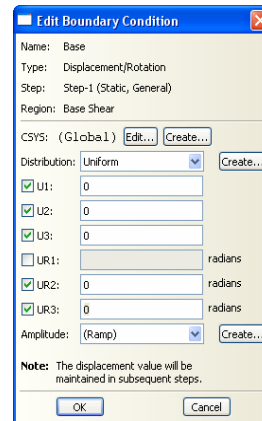 Edit Boundary Condition
Name: Base
Type: Displacement/Rotation
Step: Step-1 (Static, General)
Region: Base Shear
CSYS: (Global) Edit... Create...
Distribution: Uniform Create...
U1: 0
U2: 0
U3: 0
UR1: radians
UR2: 0 radians
UR3: 0 radians
Amplitude: (Ramp) Create...
Note: The displacement value will be
maintained in subsequent steps.
OK Cancel